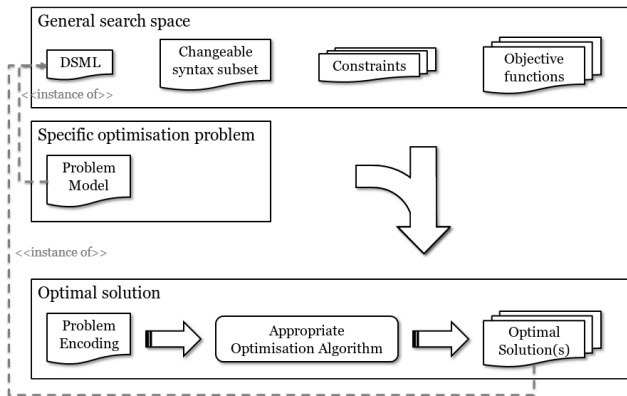 General search space
DSML
Changeable
syntax subset
Constraints
Objective
functions
<<instance of>>
Specific optimisation problem
Problem
Model
<<instance of>>
Optimal solution
Problem
Encoding
Appropriate
Optimisation Algorithm
Optimal
Solution(s)